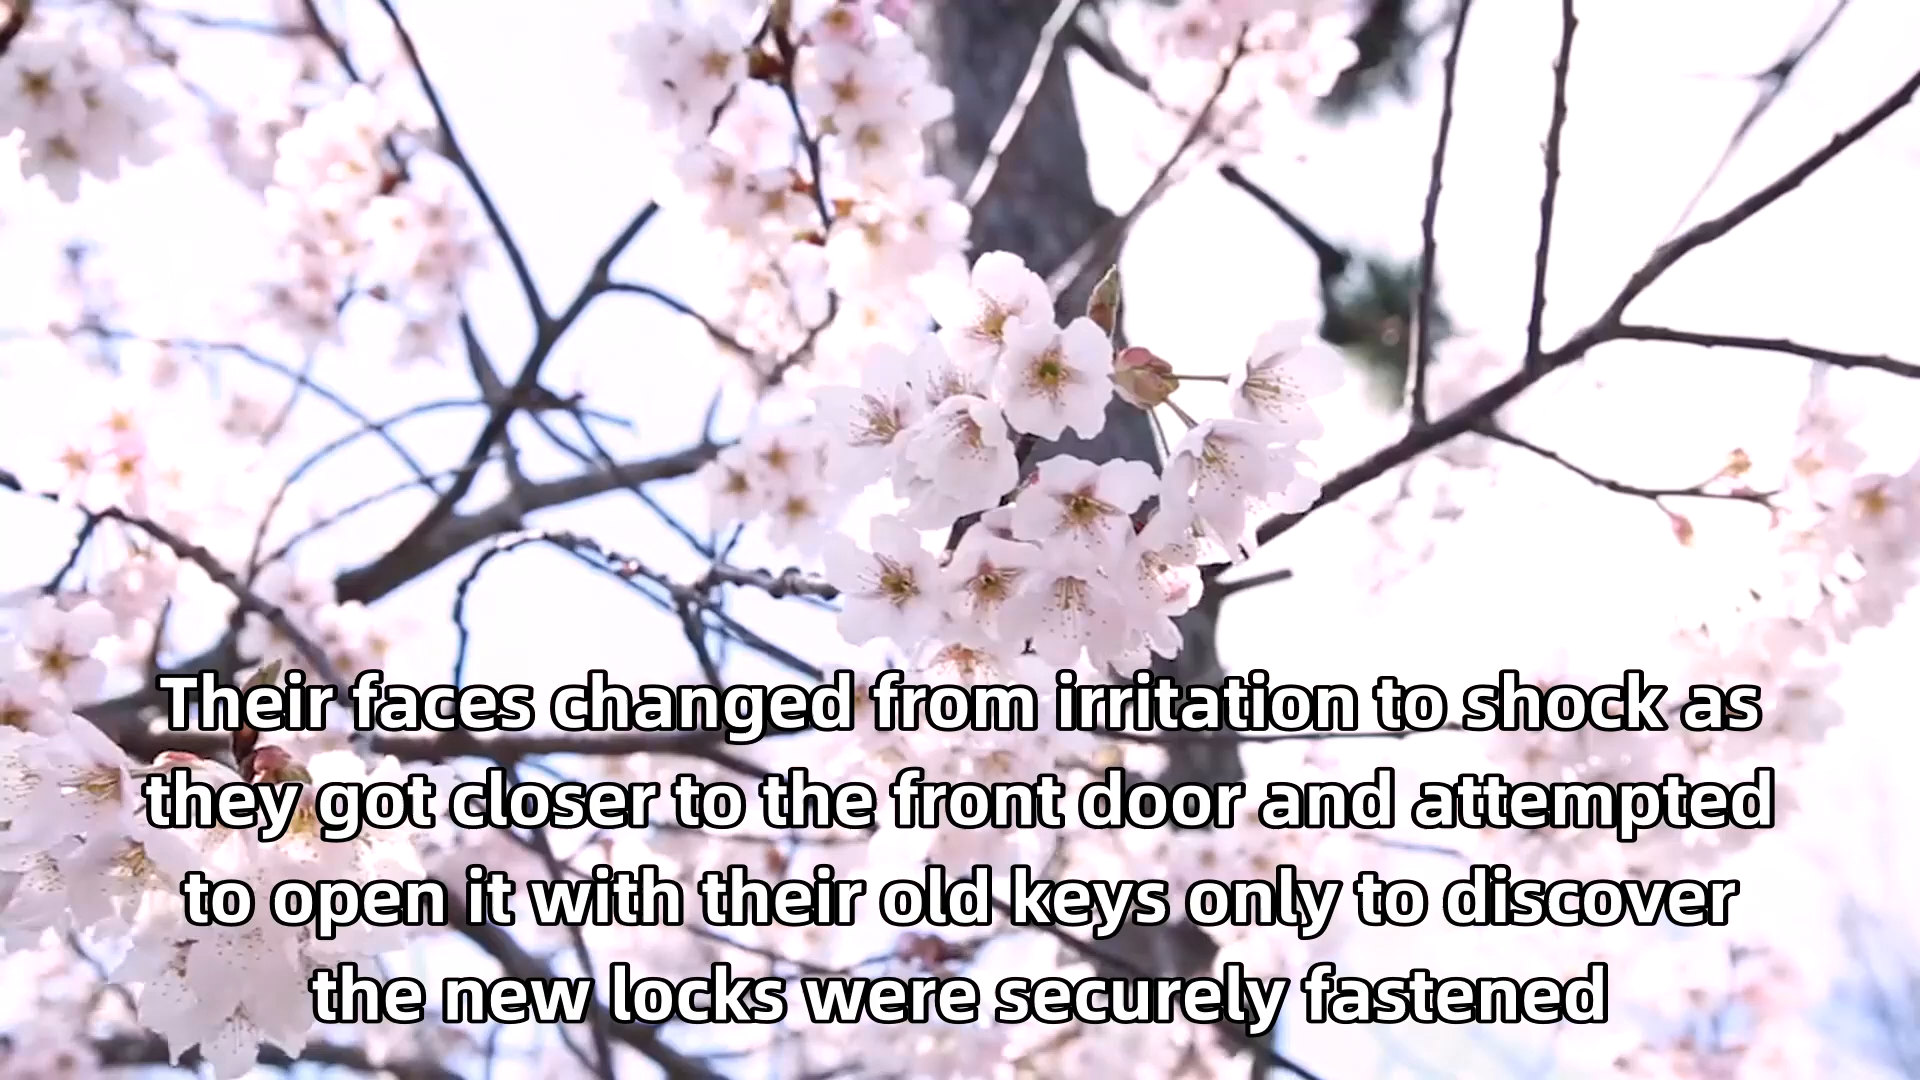 Their faces changed from irritation to shock as
they got closer to the front door and attempted
to open it with their old keys only to discover
the new locks were securely fastened